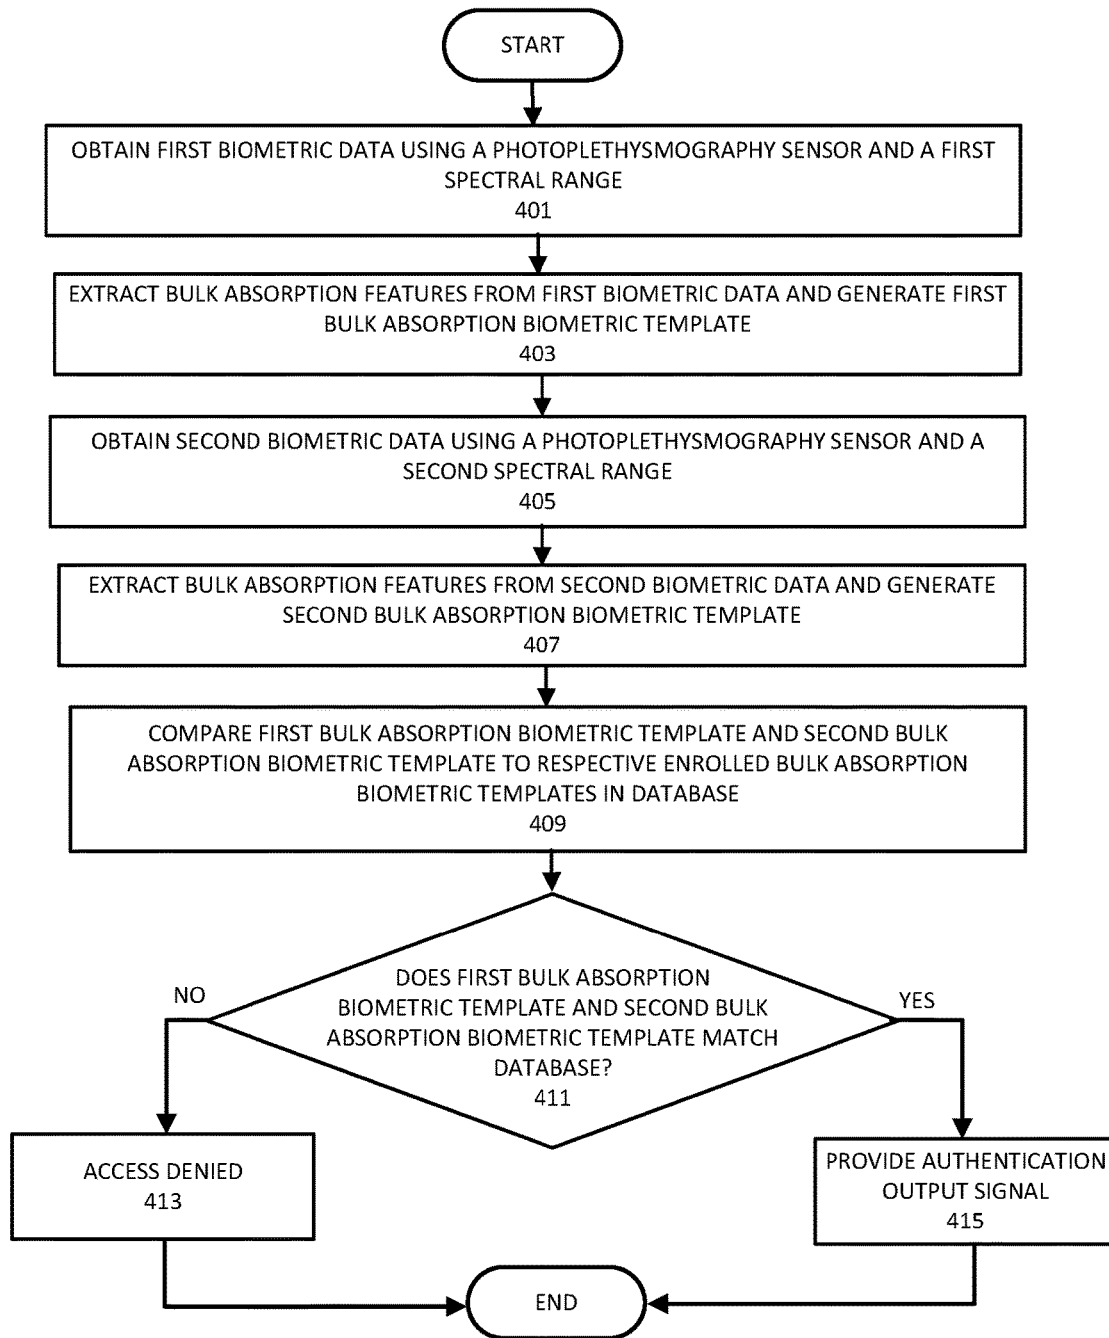 START
OBTAIN FIRST BIOMETRIC DATA USING A PHOTOPLETHYSMOGRAPHY SENSOR AND A FIRST
SPECTRAL RANGE
401
EXTRACT BULK ABSORPTION FEATURES FROM FIRST BIOMETRIC DATA AND GENERATE FIRST
BULK ABSORPTION BIOMETRIC TEMPLATE
403
OBTAIN SECOND BIOMETRIC DATA USING A PHOTOPLETHYSMOGRAPHY SENSOR AND A
SECOND SPECTRAL RANGE
405
EXTRACT BULK ABSORPTION FEATURES FROM SECOND BIOMETRIC DATA AND GENERATE
SECOND BULK ABSORPTION BIOMETRIC TEMPLATE
407
COMPARE FIRST BULK ABSORPTION BIOMETRIC TEMPLATE AND SECOND BULK
ABSORPTION BIOMETRIC TEMPLATE TO RESPECTIVE ENROLLED BULK ABSORPTION
BIOMETRIC TEMPLATES IN DATABASE
409
DOES FIRST BULK ABSORPTION
BIOMETRIC TEMPLATE AND SECOND BULK
ABSORPTION BIOMETRIC TEMPLATE MATCH
DATABASE?
411
NO
YES
ACCESS DENIED
413
PROVIDE AUTHENTICATION
OUTPUT SIGNAL
415
END